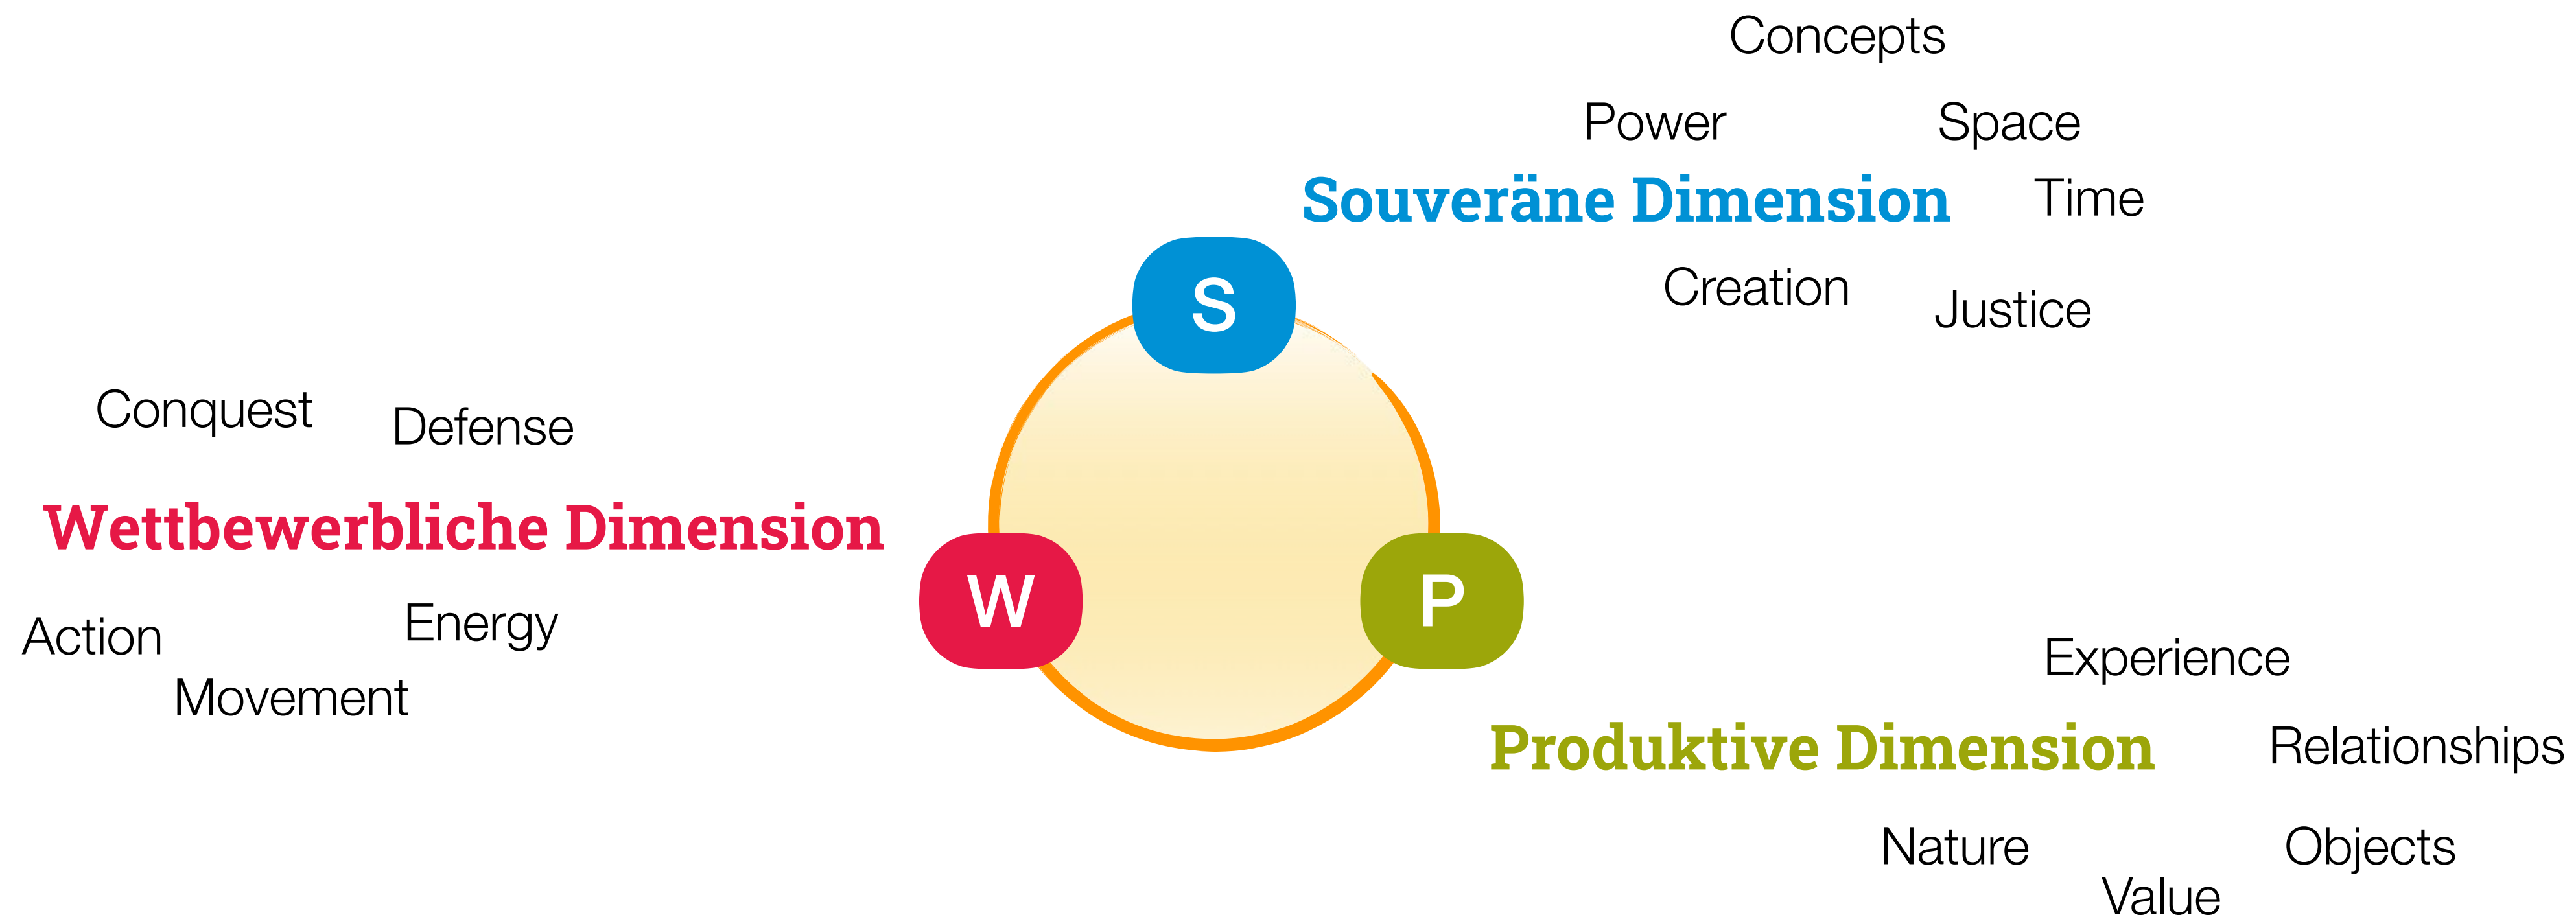 Concepts
Power Space
Souveräne Dimension Time
S
Creation Justice
Conquest Defense
Wettbewerbliche Dimension
W P
Action Energy
Movement
Experience
Produktive Dimension Relationships
Nature Objects
Value